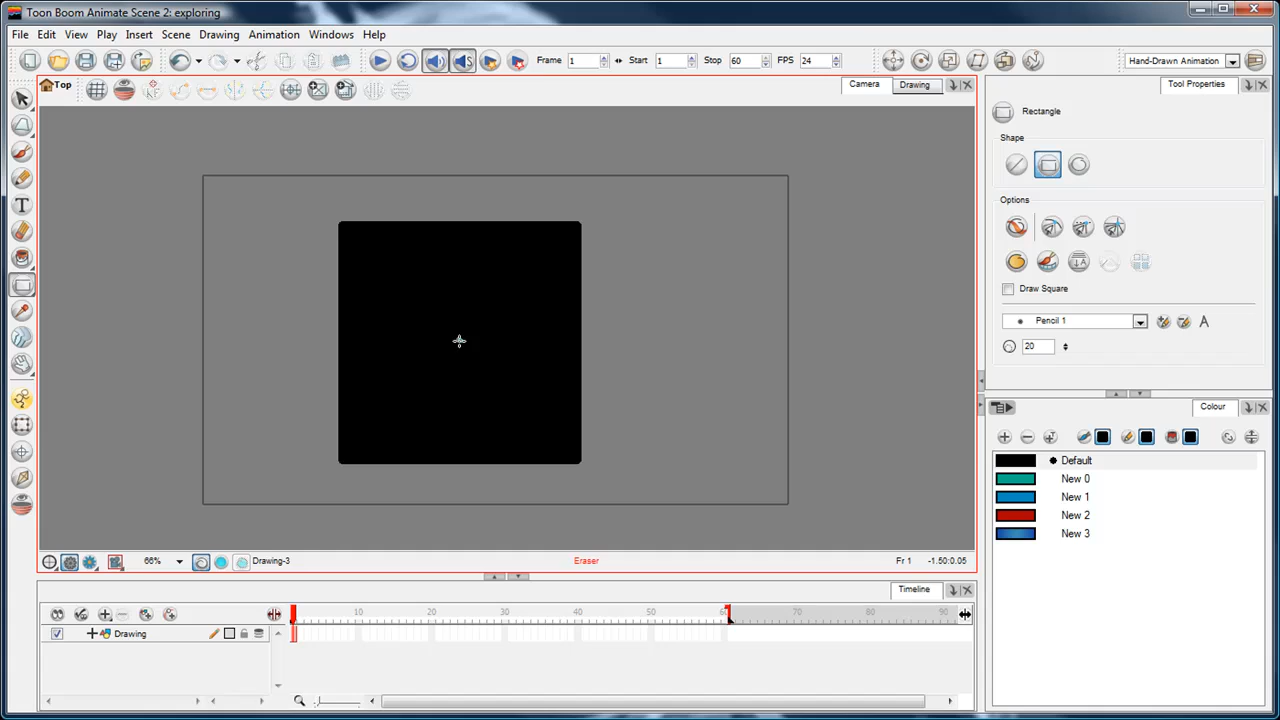 Toon Boom Animate Scene 2: exploring
File Edit View Play Insert Scene Drawing Animation Windows Help
Frame 1 Start 1 Stop 60 FPS 24 Hand-Drawn Animation
Top Camera Drawing Tool Properties
Rectangle
Shape
Options
Draw Square
Pencil 1 A
20
Colour
Default
New 0
New 1
New 2
New 3
66% Drawing-3 Eraser Fr 1 -1.50:0.05
Timeline
10 20 30 40 50 60 70 80 90
Drawing